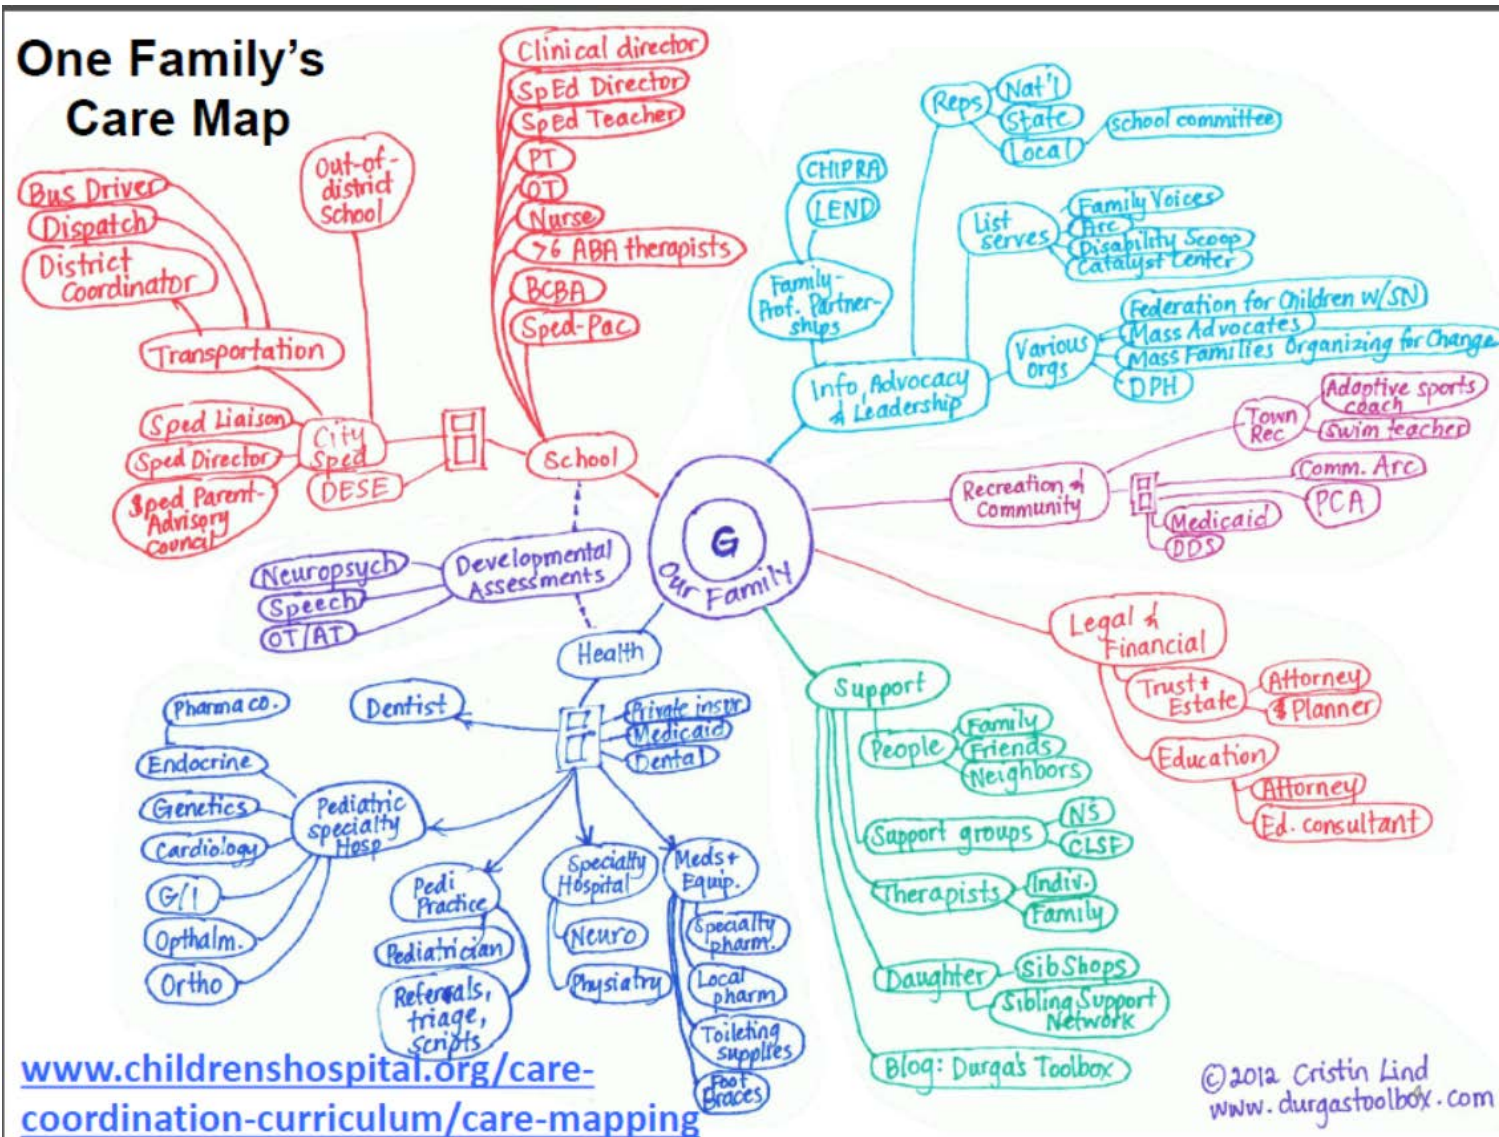 One Family's
Care Map
Clinical director
SpEd Director
SpEd Teacher
PT
OT
Nurse
>6 ABA therapists
BCBA
Sped-Pac
Out-of-
district
School
Bus Driver
Dispatch
District
Coordinator
Transportation
Sped Liaison
Sped Director
Sped Parent-
Advisory
Council
City
Sped
DESE
School
Reps
Nat'l
State
Local
school committee
CHIPRA
LEND
Family-
Prof. Partner-
ships
List
serves
Family Voices
Arc
Disability Scoop
Catalyst Center
Various
orgs
Federation for Children w/SN
Mass Advocates
Mass Families Organizing for Change
DPH
Info, Advocacy
& Leadership
Town
Rec
Adaptive sports
coach
Swim teacher
Recreation &
Community
Comm. Arc
PCA
Medicaid
DDS
G
Our Family
Developmental
Assessments
Neuropsych
Speech
OT/AT
Health
Dentist
Private insur
Medicaid
Dental
Pharma co.
Endocrine
Genetics
Cardiology
G/I
Opthalm.
Ortho
Pediatric
specialty
Hosp
Pedi
Practice
Pediatrician
Referrals,
triage,
scripts
Specialty
Hospital
Neuro
Physiatry
Meds+
Equip.
Specialty
pharm.
Local
pharm
Toileting
supplies
Foot
Braces
Legal &
Financial
Trust +
Estate
Attorney
$ Planner
Education
Attorney
Ed. consultant
Support
People
Family
Friends
Neighbors
Support groups
NS
CLSF
Therapists
Indiv.
Family
Daughter
SibShops
Sibling Support
Network
Blog: Durga's Toolbox
www.childrenshospital.org/care-
coordination-curriculum/care-mapping
©2012 Cristin Lind
www.durgastoolbox.com